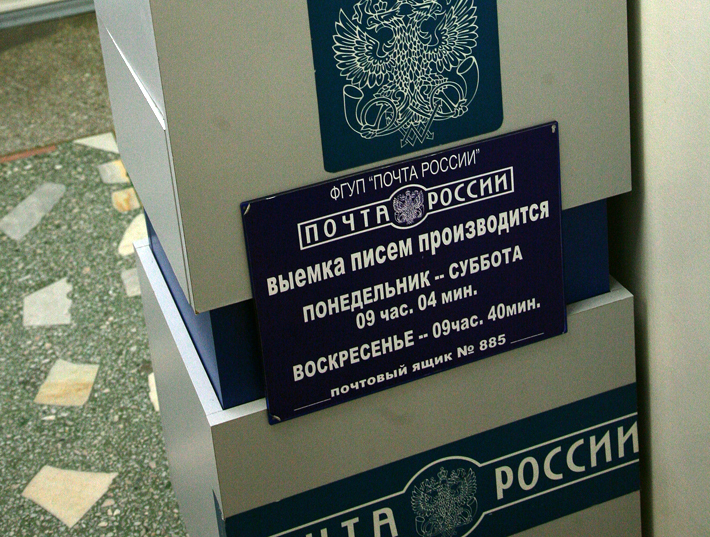 ФГУП "ПОЧТА РОССИИ"
ПОЧТА РОССИИ
выемка писем производится
ПОНЕДЕЛЬНИК -- СУББОТА
09 час. 04 мин.
ВОСКРЕСЕНЬЕ -- 09час. 40мин.
почтовый ящик № 885
ПОЧТА РОССИИ